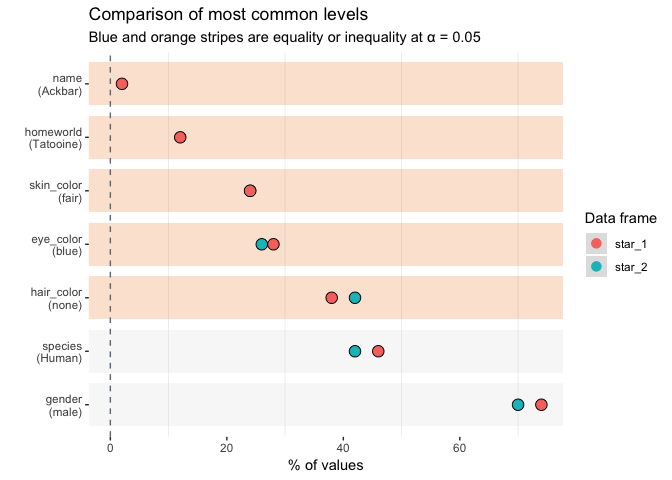 Comparison of most common levels
Blue and orange stripes are equality or inequality at α = 0.05
name
(Ackbar)
homeworld
(Tatooine)
skin_color
(fair)
eye_color
(blue)
hair_color
(none)
species
(Human)
gender
(male)
0
20
40
60
% of values
Data frame
star_1
star_2